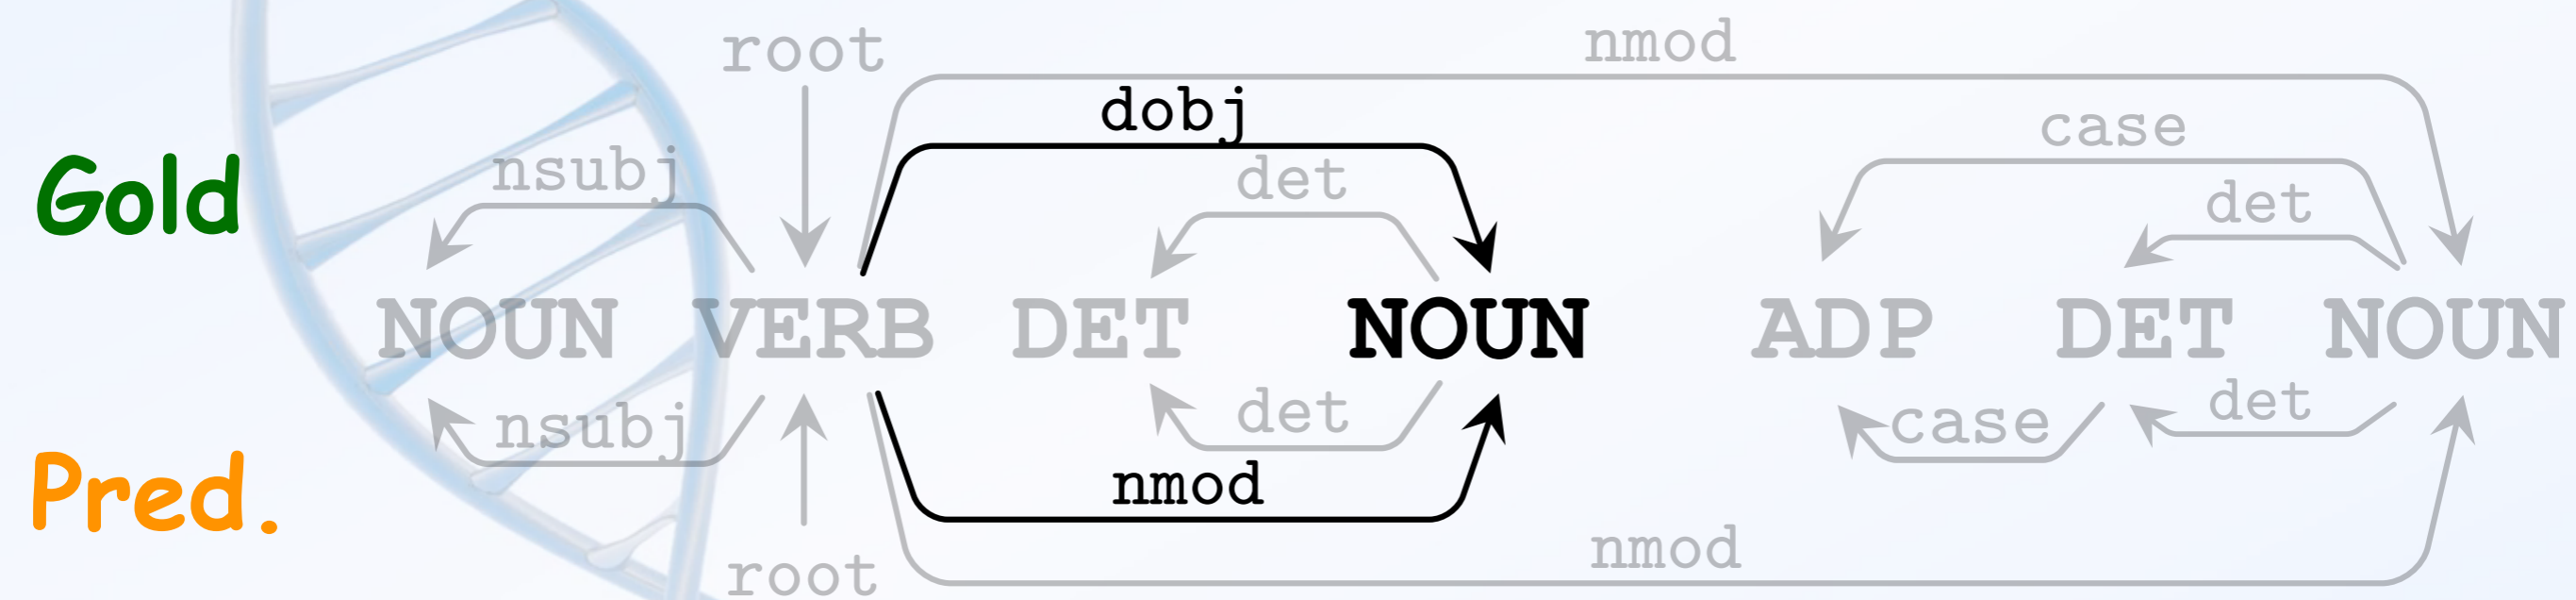 root nmod
dobj
case
nsubj det det
Gold
NOUN VERB DET NOUN ADP DET NOUN
nsubj det case det
Pred. nmod
root nmod